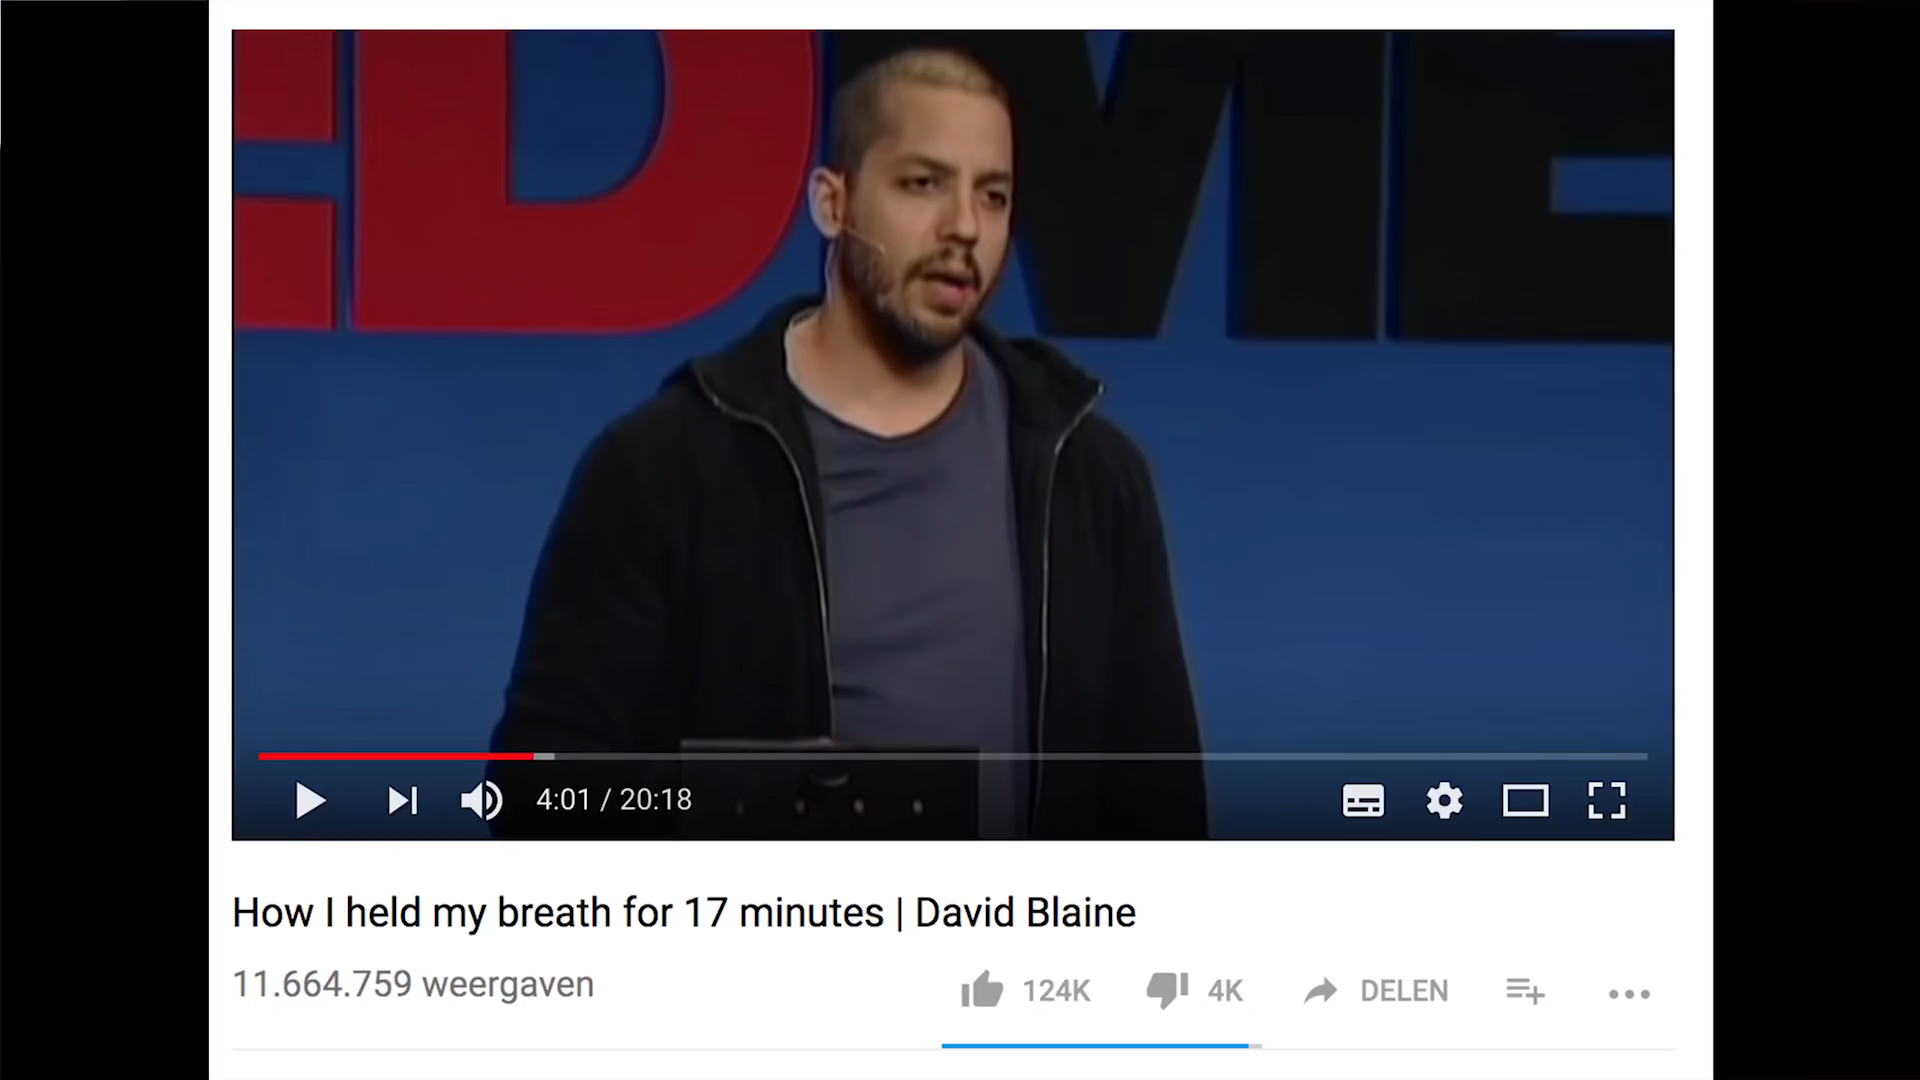 EDME
4:01 / 20:18
How I held my breath for 17 minutes | David Blaine
11.664.759 weergaven
124K
4K
DELEN